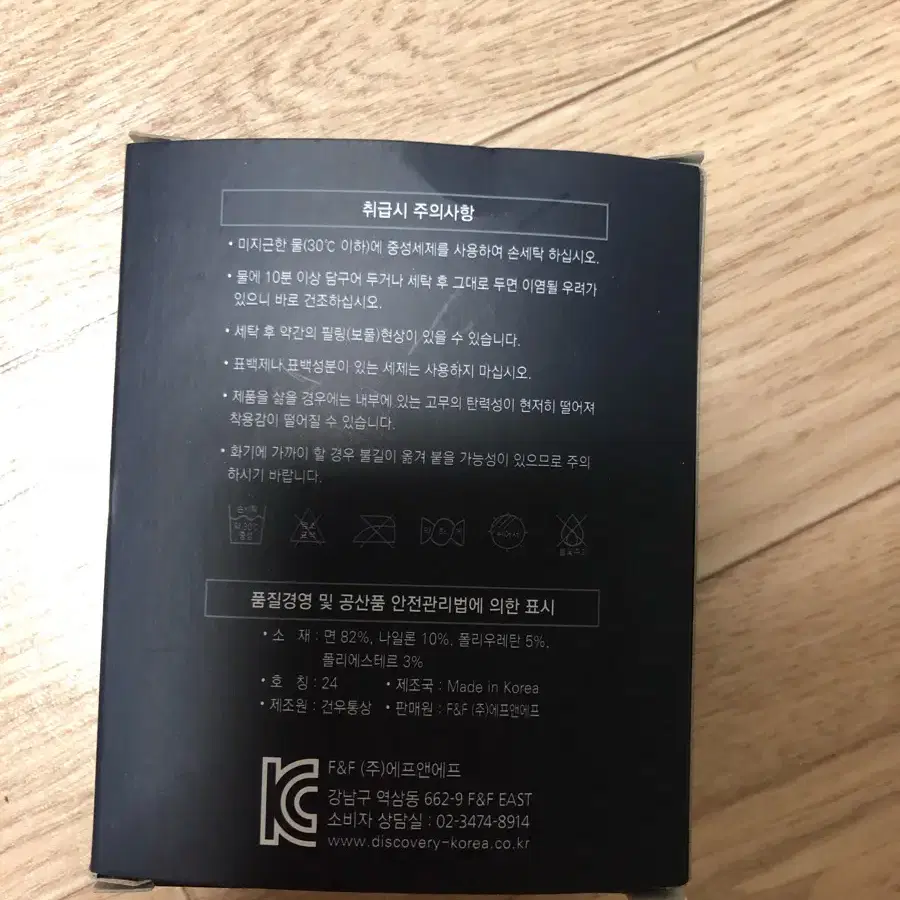 취급시 주의사항
• 미지근한 물(30℃ 이하)에 중성세제를 사용하여 손세탁 하십시오.
• 물에 10분 이상 담구어 두거나 세탁 후 그대로 두면 이염될 우려가
있으니 바로 건조하십시오.
• 세탁 후 약간의 필링(보풀)현상이 있을 수 있습니다.
• 표백제나 표백성분이 있는 세제는 사용하지 마십시오.
• 제품을 삶을 경우에는 내부에 있는 고무의 탄력성이 현저히 떨어져
착용감이 떨어질 수 있습니다.
• 화기에 가까이 할 경우 불길이 옮겨 붙을 가능성이 있으므로 주의
하시기 바랍니다.
손세탁
약 30℃
중성
품질경영 및 공산품 안전관리법에 의한 표시
• 소 재 : 면 82%, 나일론 10%, 폴리우레탄 5%,
폴리에스테르 3%
• 호 칭 : 24 • 제조국 : Made in Korea
• 제조원 : 건우통상 • 판매원 : F&F (주)에프앤에프
KC
F&F (주)에프앤에프
강남구 역삼동 662-9 F&F EAST
소비자 상담실 : 02-3474-8914
www.discovery-korea.co.kr